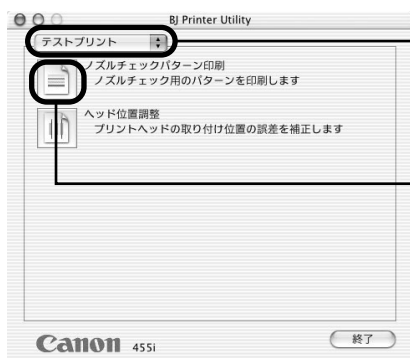 BJ Printer Utility
テストプリント
ノズルチェックパターン印刷
ノズルチェック用のパターンを印刷します
ヘッド位置調整
プリントヘッドの取り付け位置の誤差を補正します
Canon 455i
終了